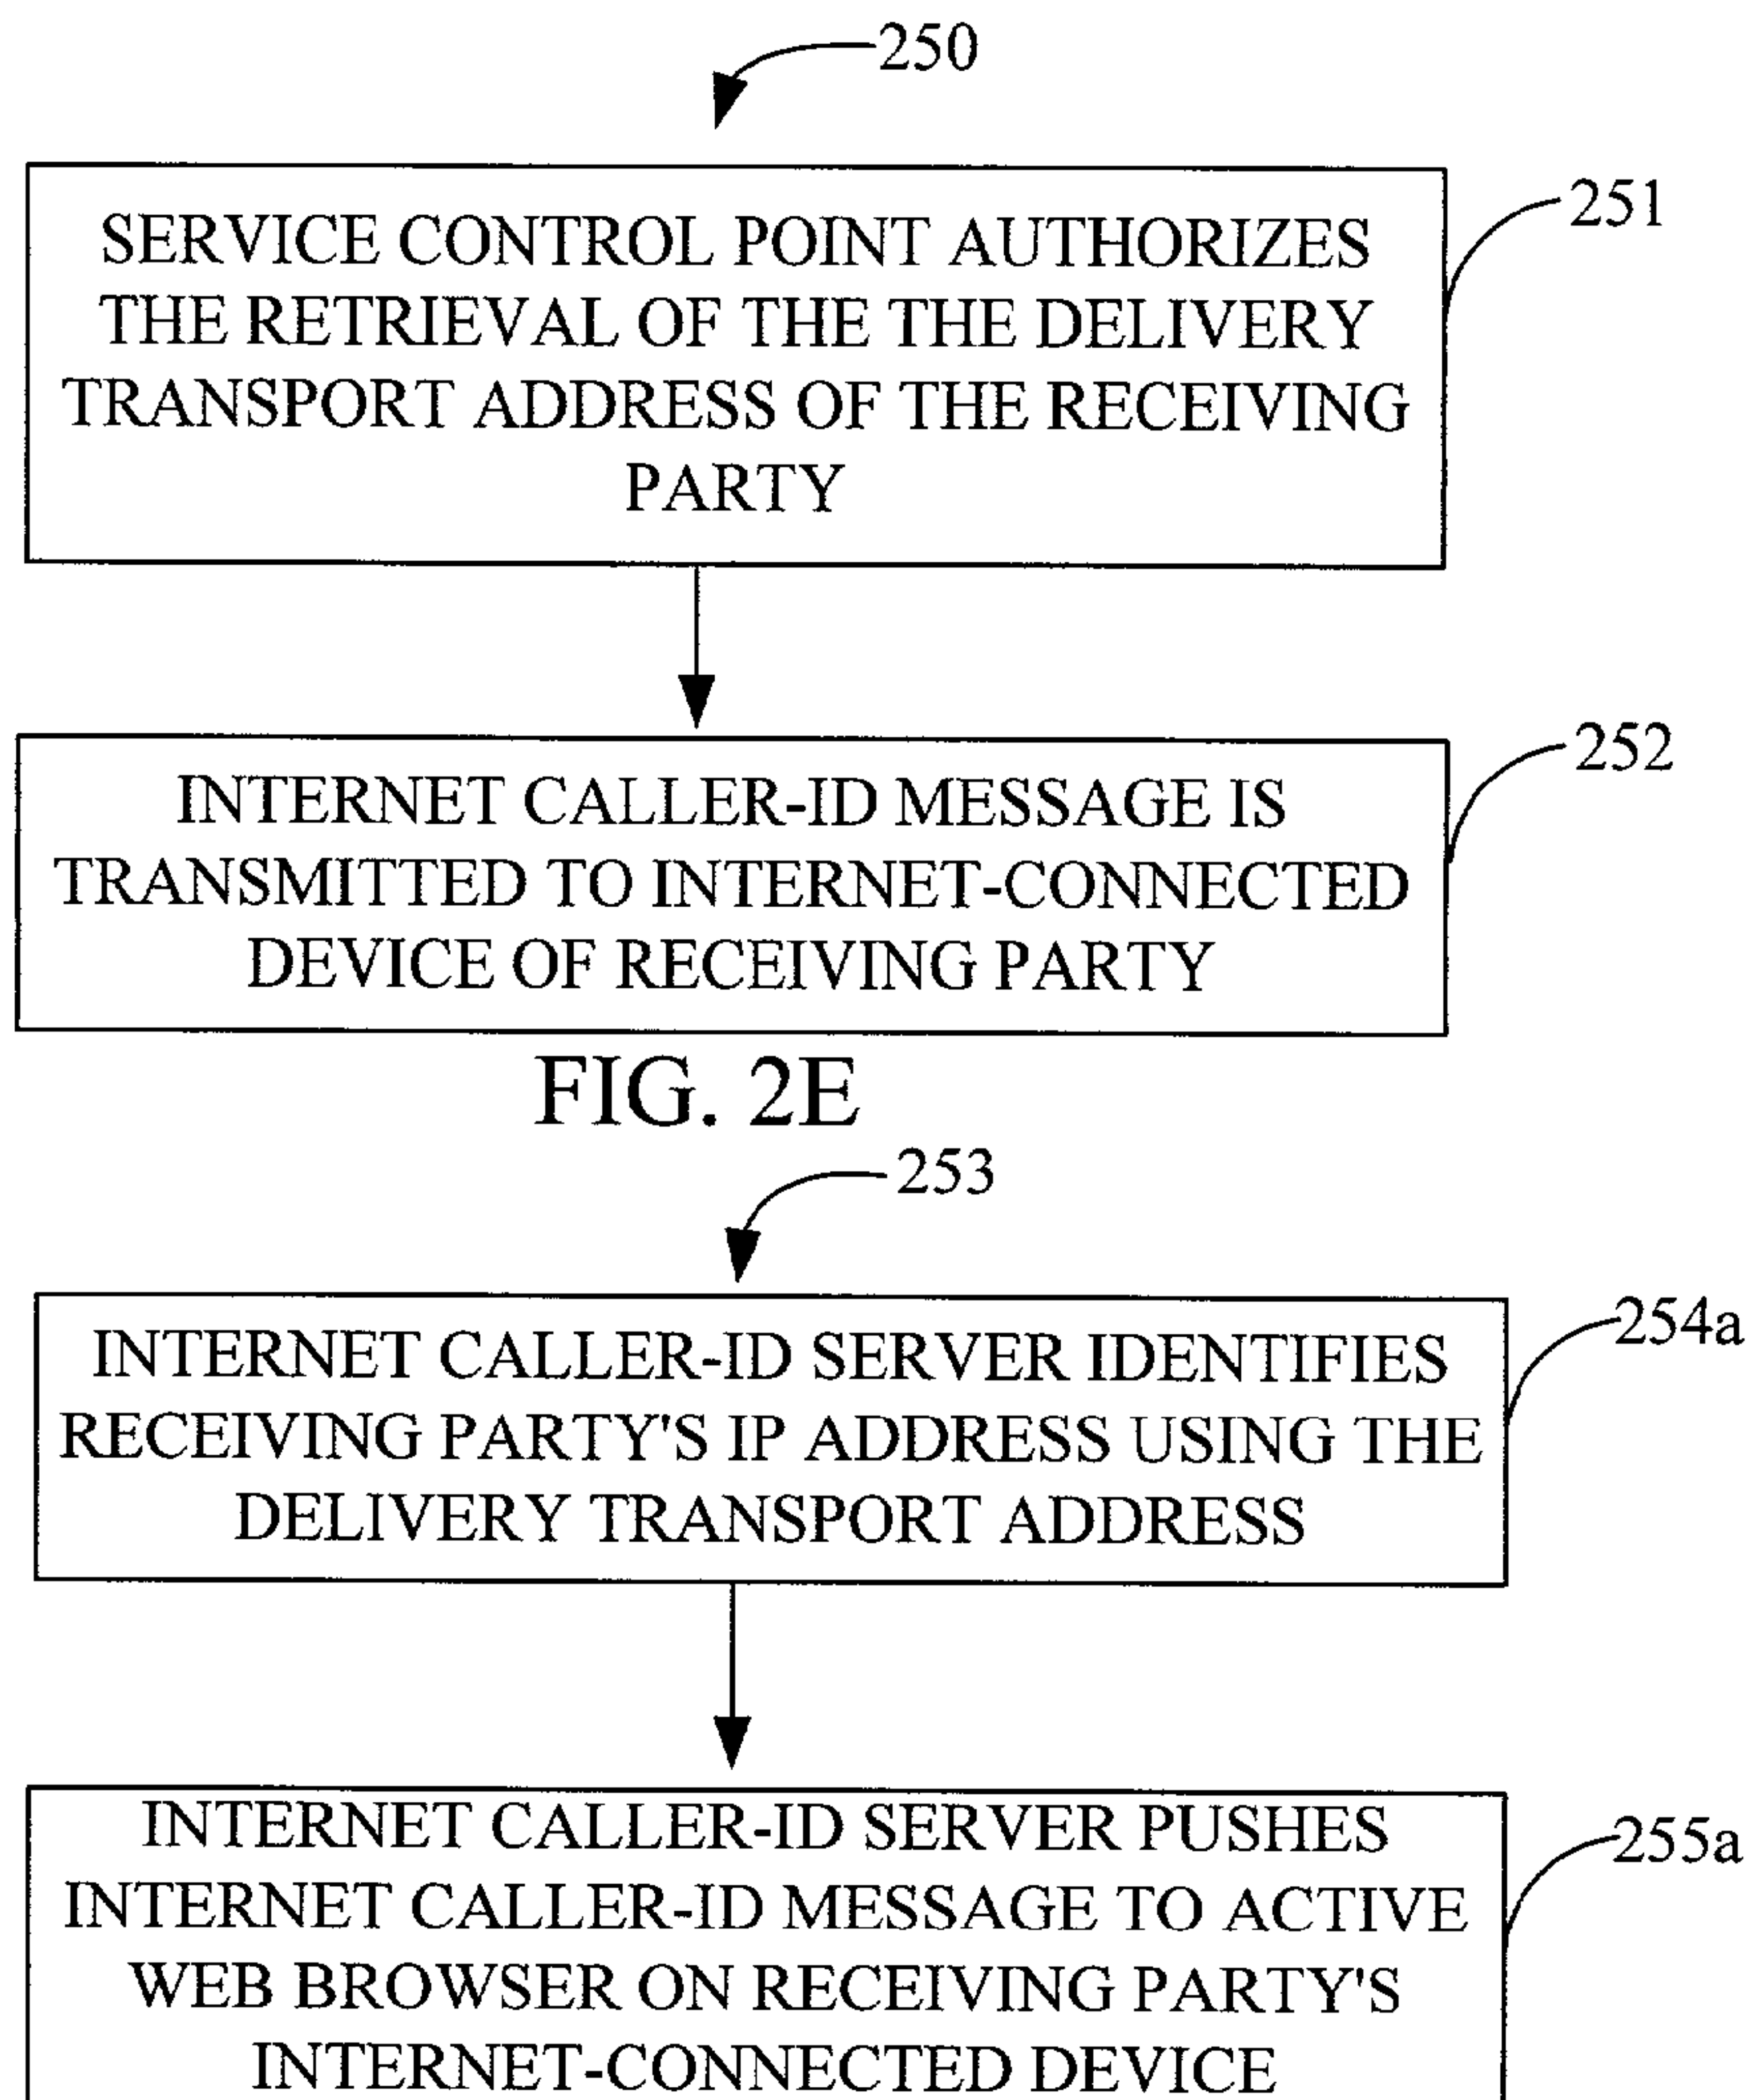 250
251
SERVICE CONTROL POINT AUTHORIZES
THE RETRIEVAL OF THE THE DELIVERY
TRANSPORT ADDRESS OF THE RECEIVING
PARTY
252
INTERNET CALLER-ID MESSAGE IS
TRANSMITTED TO INTERNET-CONNECTED
DEVICE OF RECEIVING PARTY
FIG. 2E
253
254a
INTERNET CALLER-ID SERVER IDENTIFIES
RECEIVING PARTY'S IP ADDRESS USING THE
DELIVERY TRANSPORT ADDRESS
255a
INTERNET CALLER-ID SERVER PUSHES
INTERNET CALLER-ID MESSAGE TO ACTIVE
WEB BROWSER ON RECEIVING PARTY'S
INTERNET-CONNECTED DEVICE